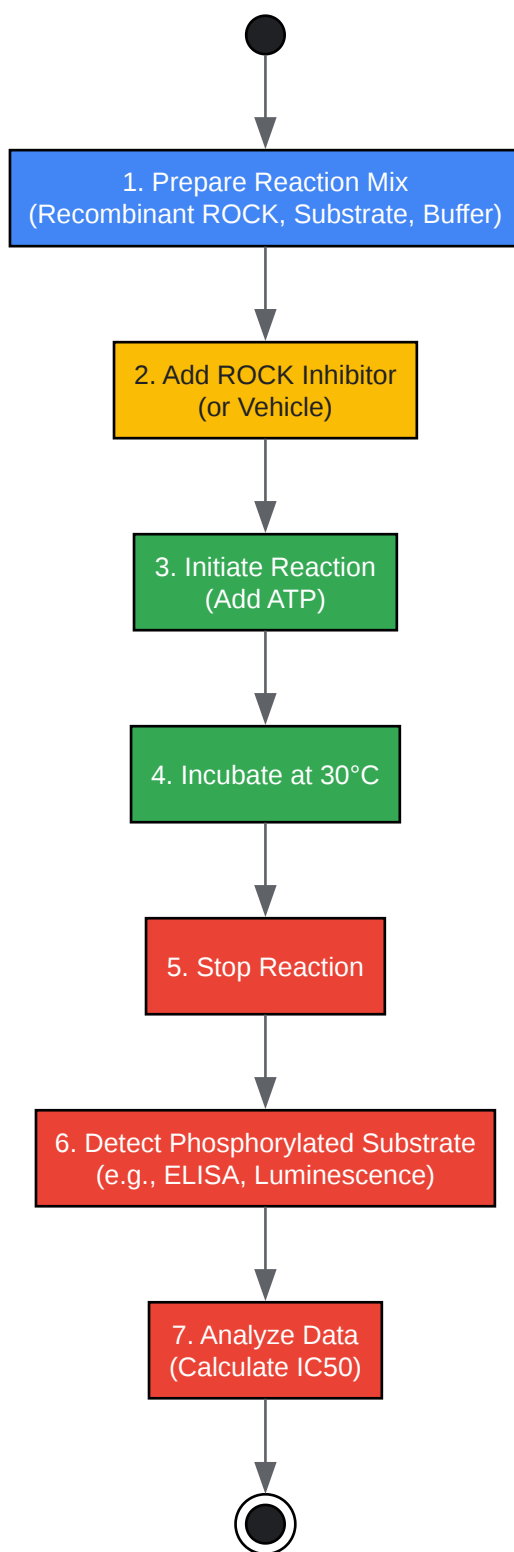 1. Prepare Reaction Mix
(Recombinant ROCK, Substrate, Buffer)
2. Add ROCK Inhibitor
(or Vehicle)
3. Initiate Reaction
(Add ATP)
4. Incubate at 30°C
5. Stop Reaction
6. Detect Phosphorylated Substrate
(e.g., ELISA, Luminescence)
7. Analyze Data
(Calculate IC50)